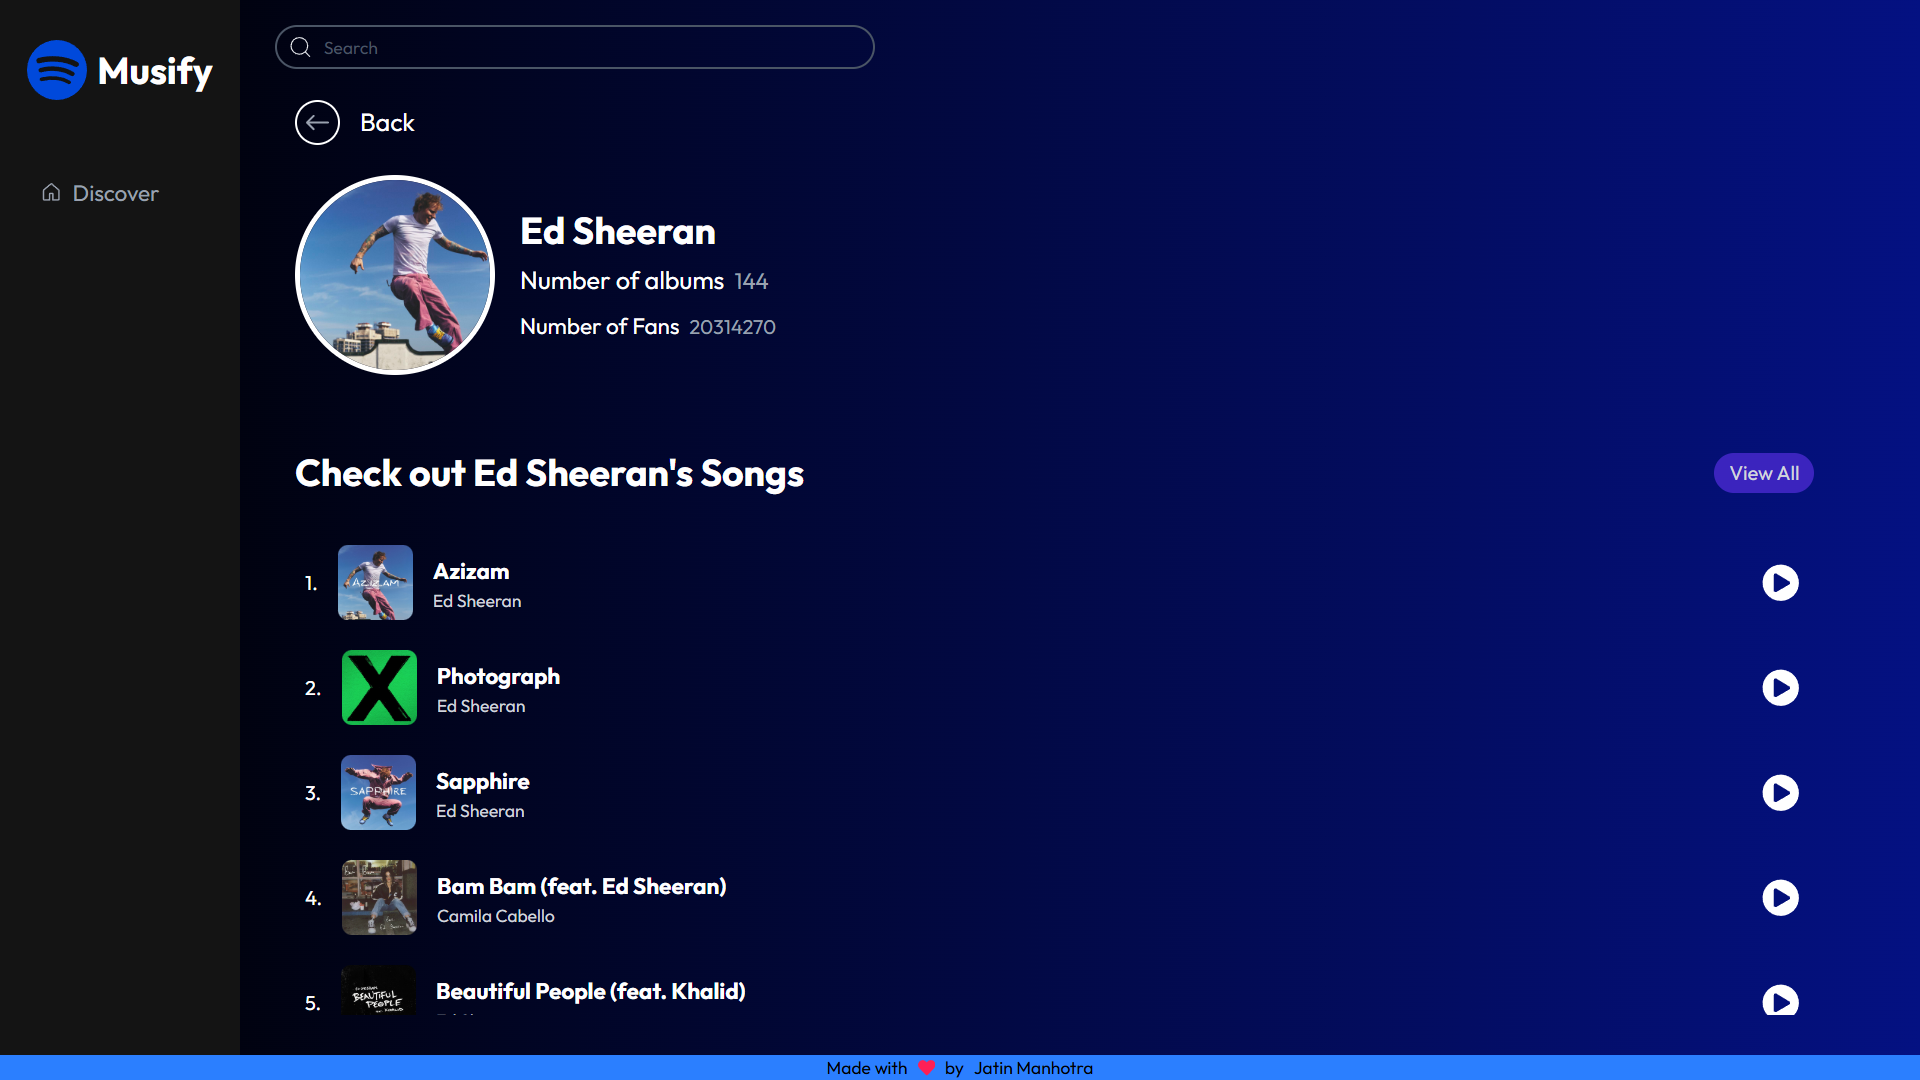 Musify
Search
Back
Discover
Ed Sheeran
Number of albums 144
Number of Fans 20314270
Check out Ed Sheeran's Songs
View All
1.
AZIZAM
Azizam
Ed Sheeran
2.
Photograph
Ed Sheeran
3.
SAPPHIRE
Sapphire
Ed Sheeran
4.
Bam Bam (feat. Ed Sheeran)
Camila Cabello
5.
BEAUTIFUL
PEOPLE
Beautiful People (feat. Khalid)
Made with ❤ by Jatin Manhotra